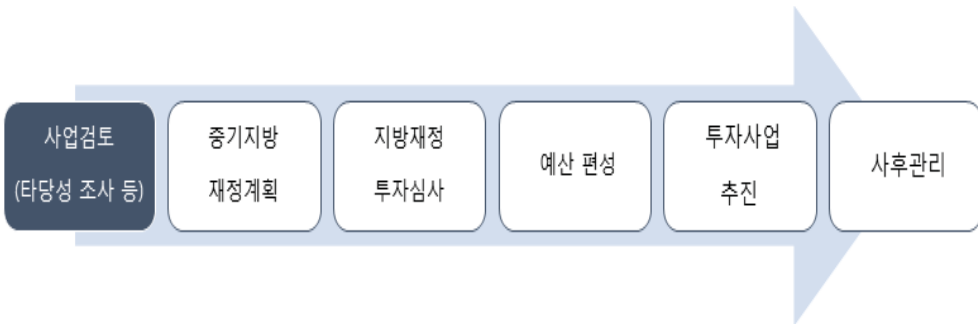 사업검토
(타당성 조사 등)
중기지방
재정계획
지방재정
투자심사
예산 편성
투자사업
추진
사후관리